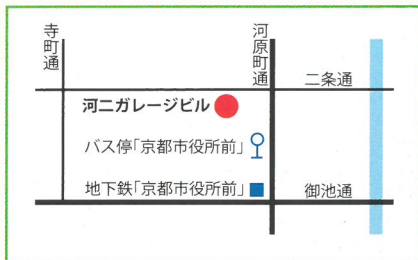 寺町通
河原町通
二条通
河二ガレージビル
バス停「京都市役所前」
地下鉄「京都市役所前」
御池通